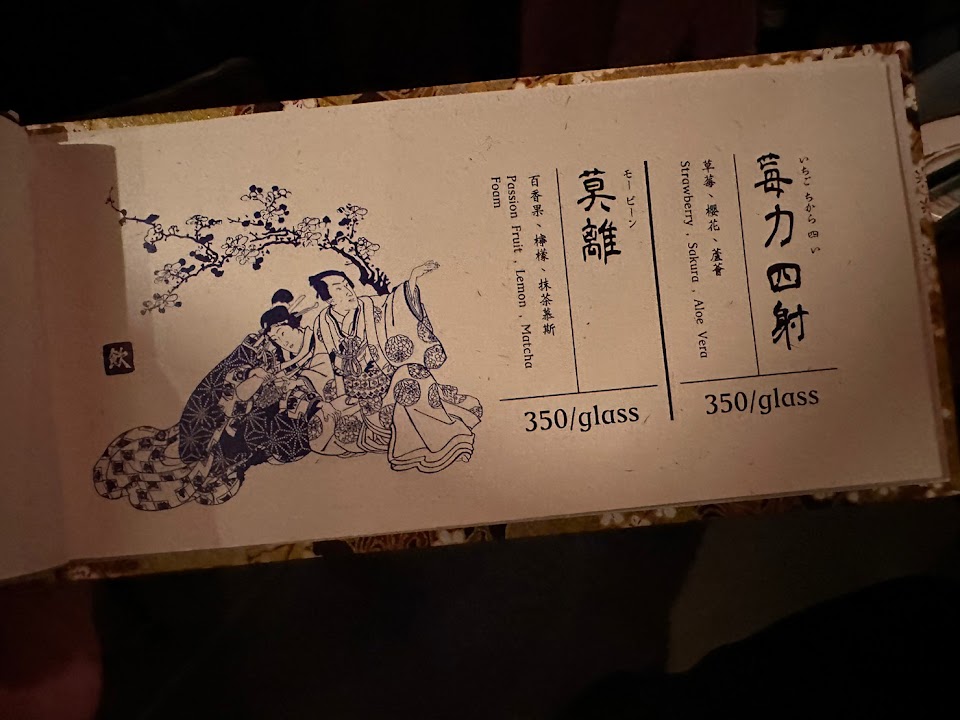 いちご ちから 四 い
莓力四射
草莓、櫻花、蘆薈
Strawberry , Sakura , Aloe Vera
350/glass
モービーン
莫離
百香果、檸檬、抹茶慕斯
Passion Fruit , Lemon , Matcha
Foam
350/glass
飲